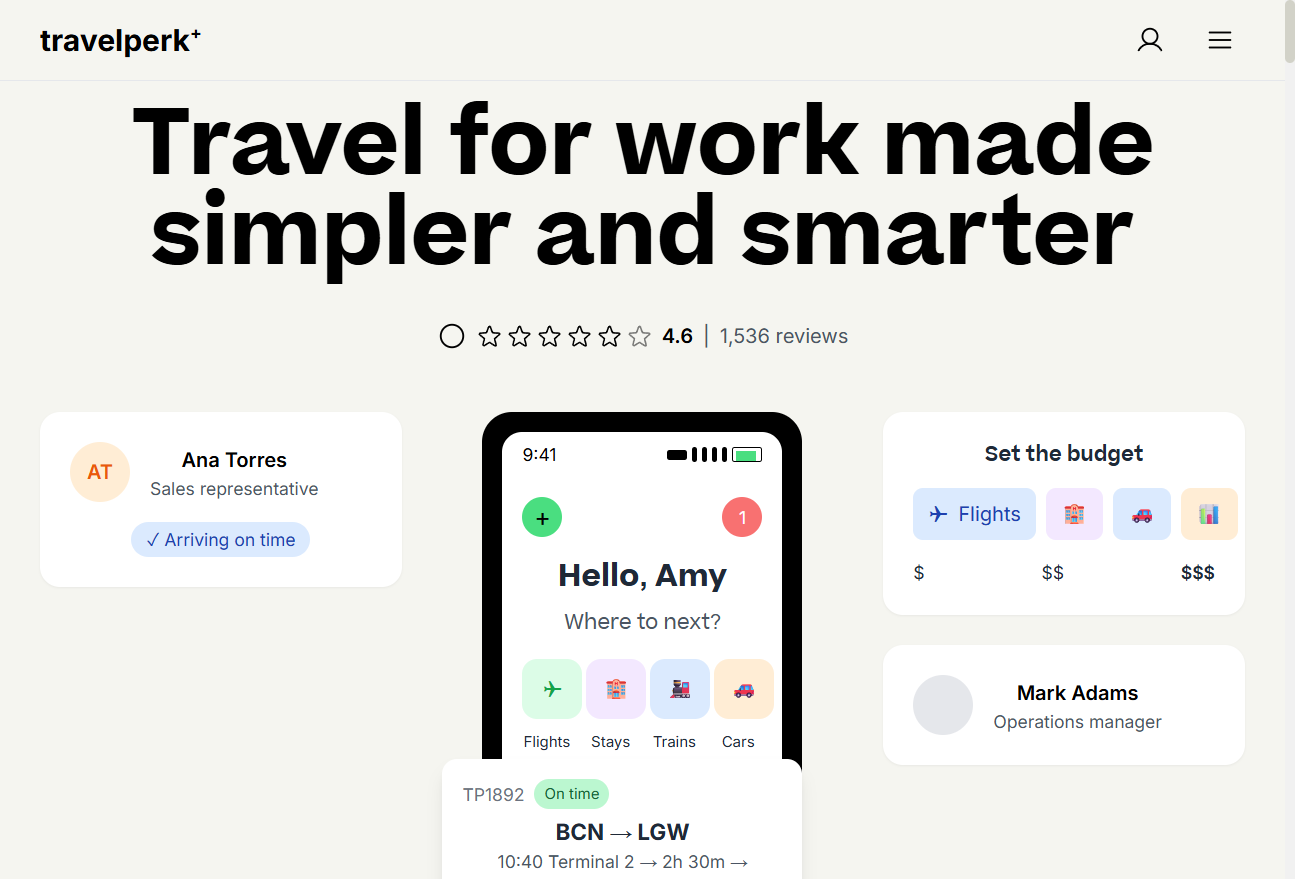 travelperk+
Travel for work made
simpler and smarter
4.6 | 1,536 reviews
AT
Ana Torres
Sales representative
✓ Arriving on time
9:41
+
1
Hello, Amy
Where to next?
Flights Stays Trains Cars
TP1892 On time
BCN → LGW
10:40 Terminal 2 → 2h 30m →
Set the budget
Flights
$ $$ $$$
Mark Adams
Operations manager